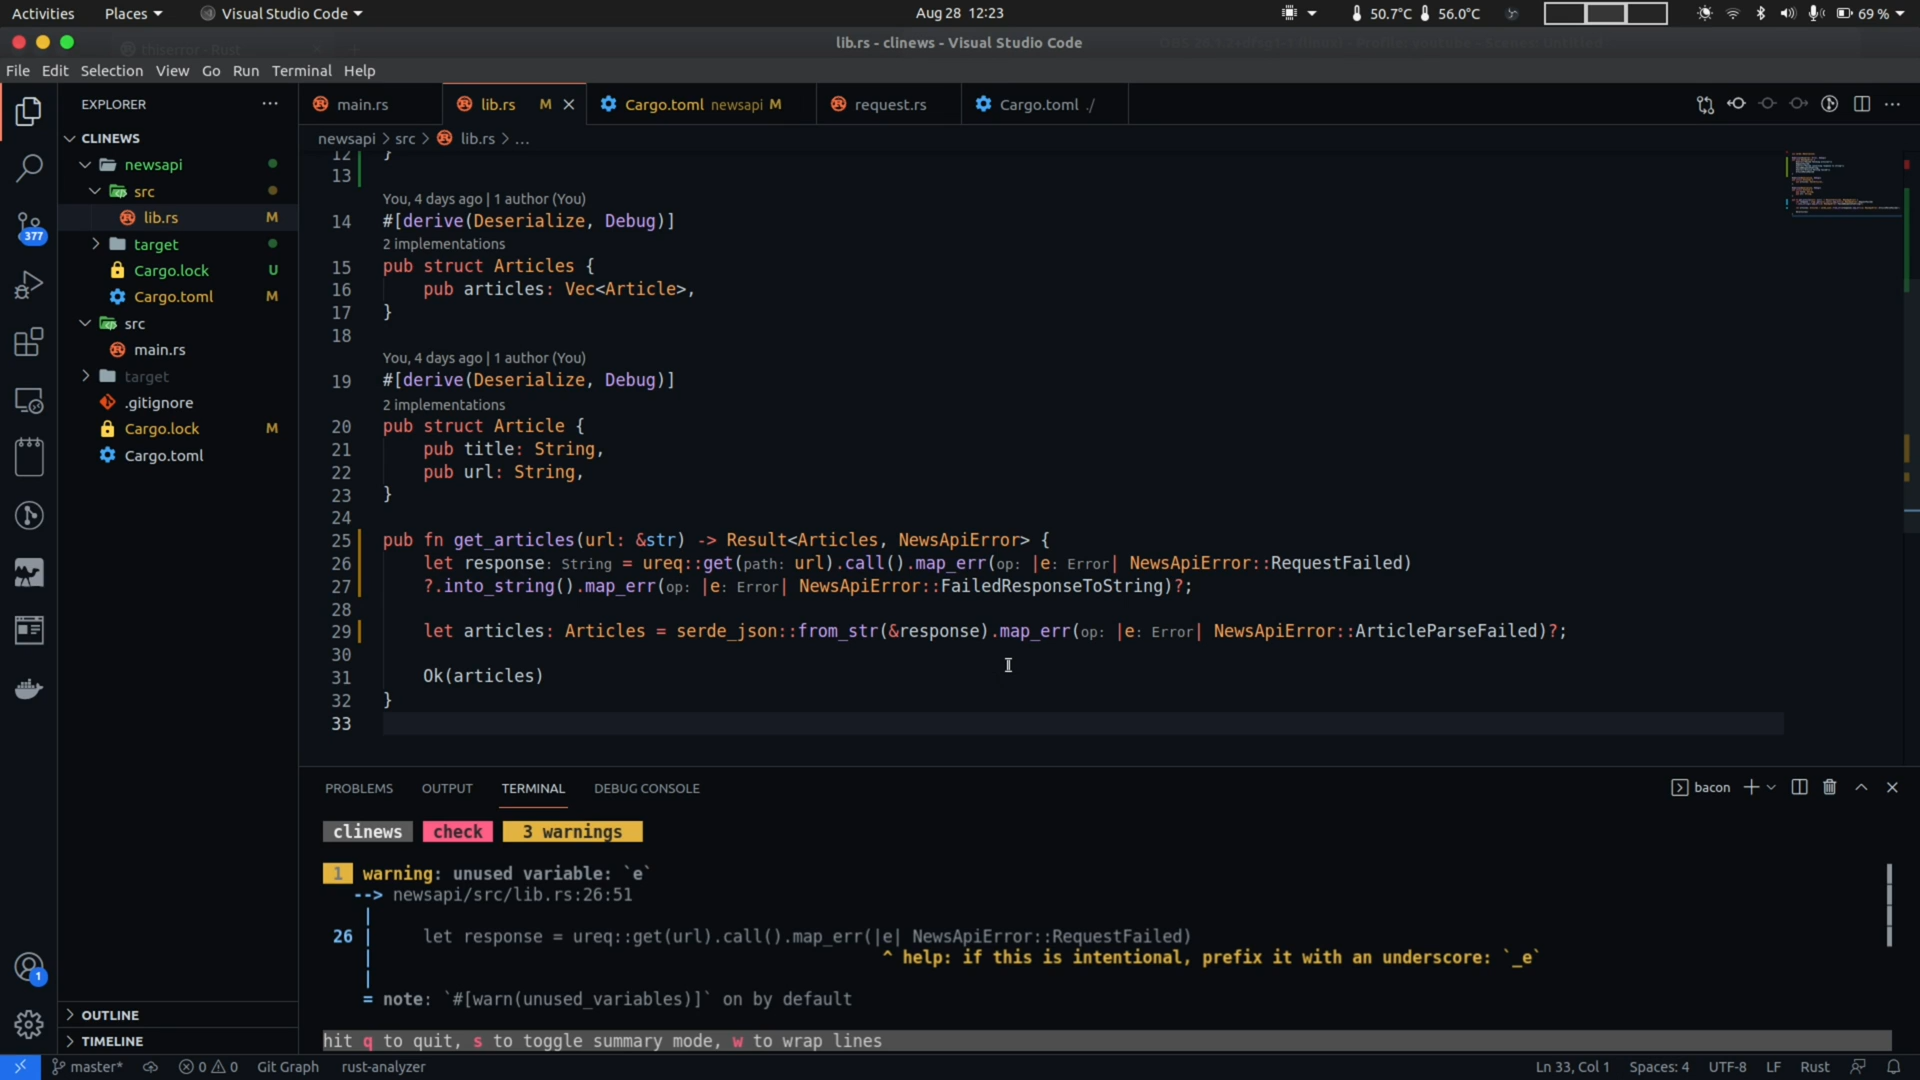 Activities Places Visual Studio Code Aug 28 12:23 50.7°C 56.0°C 69 %
lib.rs - clinews - Visual Studio Code
File Edit Selection View Go Run Terminal Help
EXPLORER
main.rs
lib.rs M
Cargo.toml newsapi M
request.rs
Cargo.toml ./
newsapi > src > lib.rs > ...
CLINEWS
newsapi
src
lib.rs M
target
Cargo.lock U
Cargo.toml M
src
main.rs
target
.gitignore
Cargo.lock M
Cargo.toml
377
1
OUTLINE
TIMELINE
12 }
13
You, 4 days ago | 1 author (You)
14 #[derive(Deserialize, Debug)]
2 implementations
15 pub struct Articles {
16 pub articles: Vec<Article>,
17 }
18
You, 4 days ago | 1 author (You)
19 #[derive(Deserialize, Debug)]
2 implementations
20 pub struct Article {
21 pub title: String,
22 pub url: String,
23 }
24
25 pub fn get_articles(url: &str) -> Result<Articles, NewsApiError> {
26 let response: String = ureq::get(path: url).call().map_err(op: |e: Error| NewsApiError::RequestFailed)
27 ?.into_string().map_err(op: |e: Error| NewsApiError::FailedResponseToString)?;
28
29 let articles: Articles = serde_json::from_str(&response).map_err(op: |e: Error| NewsApiError::ArticleParseFailed)?;
30
31 Ok(articles)
32 }
33
PROBLEMS OUTPUT TERMINAL DEBUG CONSOLE bacon
clinews check 3 warnings
1 warning: unused variable: `e`
--> newsapi/src/lib.rs:26:51
|
26 | let response = ureq::get(url).call().map_err(|e| NewsApiError::RequestFailed)
| ^ help: if this is intentional, prefix it with an underscore: `_e`
|
= note: `#[warn(unused_variables)]` on by default
hit q to quit, s to toggle summary mode, w to wrap lines
master* 0 0 Git Graph rust-analyzer Ln 33, Col 1 Spaces: 4 UTF-8 LF Rust